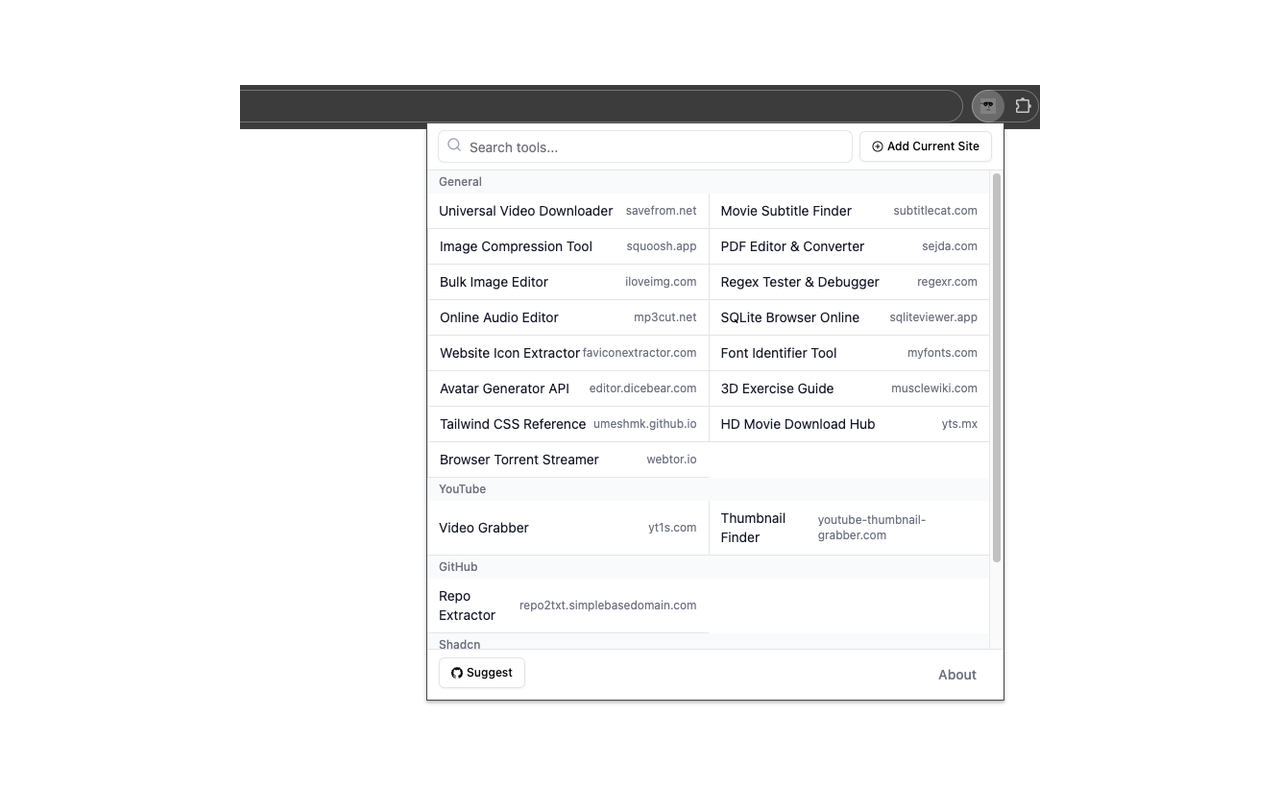 Search tools...
Add Current Site
General
Universal Video Downloader savefrom.net
Movie Subtitle Finder subtitlecat.com
Image Compression Tool squoosh.app
PDF Editor & Converter sejda.com
Bulk Image Editor iloveimg.com
Regex Tester & Debugger regexr.com
Online Audio Editor mp3cut.net
SQLite Browser Online sqliteviewer.app
Website Icon Extractor faviconextractor.com
Font Identifier Tool myfonts.com
Avatar Generator API editor.dicebear.com
3D Exercise Guide musclewiki.com
Tailwind CSS Reference umeshmk.github.io
HD Movie Download Hub yts.mx
Browser Torrent Streamer webtor.io
YouTube
Video Grabber yt1s.com
Thumbnail
Finder
youtube-thumbnail-
grabber.com
GitHub
Repo
Extractor
repo2txt.simplebasedomain.com
Shadcn
Suggest
About